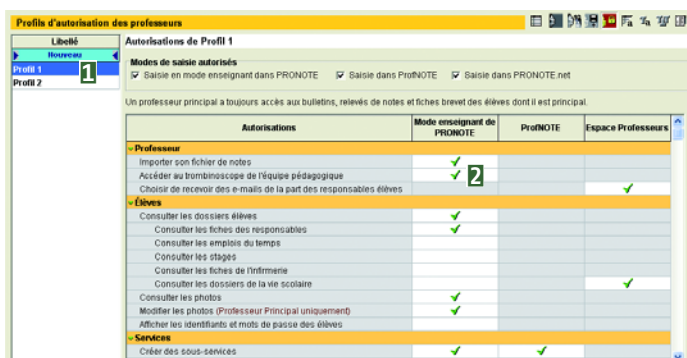 Profils d'autorisation des professeurs
Libellé
Nouveau
Profil 1
Profil 2
1
Autorisations de Profil 1
Modes de saisie autorisés
Saisie en mode enseignant dans PRONOTE Saisie dans ProfNOTE Saisie dans PRONOTE.net
Un professeur principal a toujours accès aux bulletins, relevés de notes et fiches brevet des élèves dont il est principal.
Autorisations Mode enseignant de PRONOTE ProfNOTE Espace Professeurs
Professeur
Importer son fichier de notes
Accéder au trombinoscope de l'équipe pédagogique
2
Choisir de recevoir des e-mails de la part des responsables élèves
Élèves
Consulter les dossiers élèves
Consulter les fiches des responsables
Consulter les emplois du temps
Consulter les stages
Consulter les fiches de l'infirmerie
Consulter les dossiers de la vie scolaire
Consulter les photos
Modifier les photos (Professeur Principal uniquement)
Afficher les identifiants et mots de passe des élèves
Services
Créer des sous-services